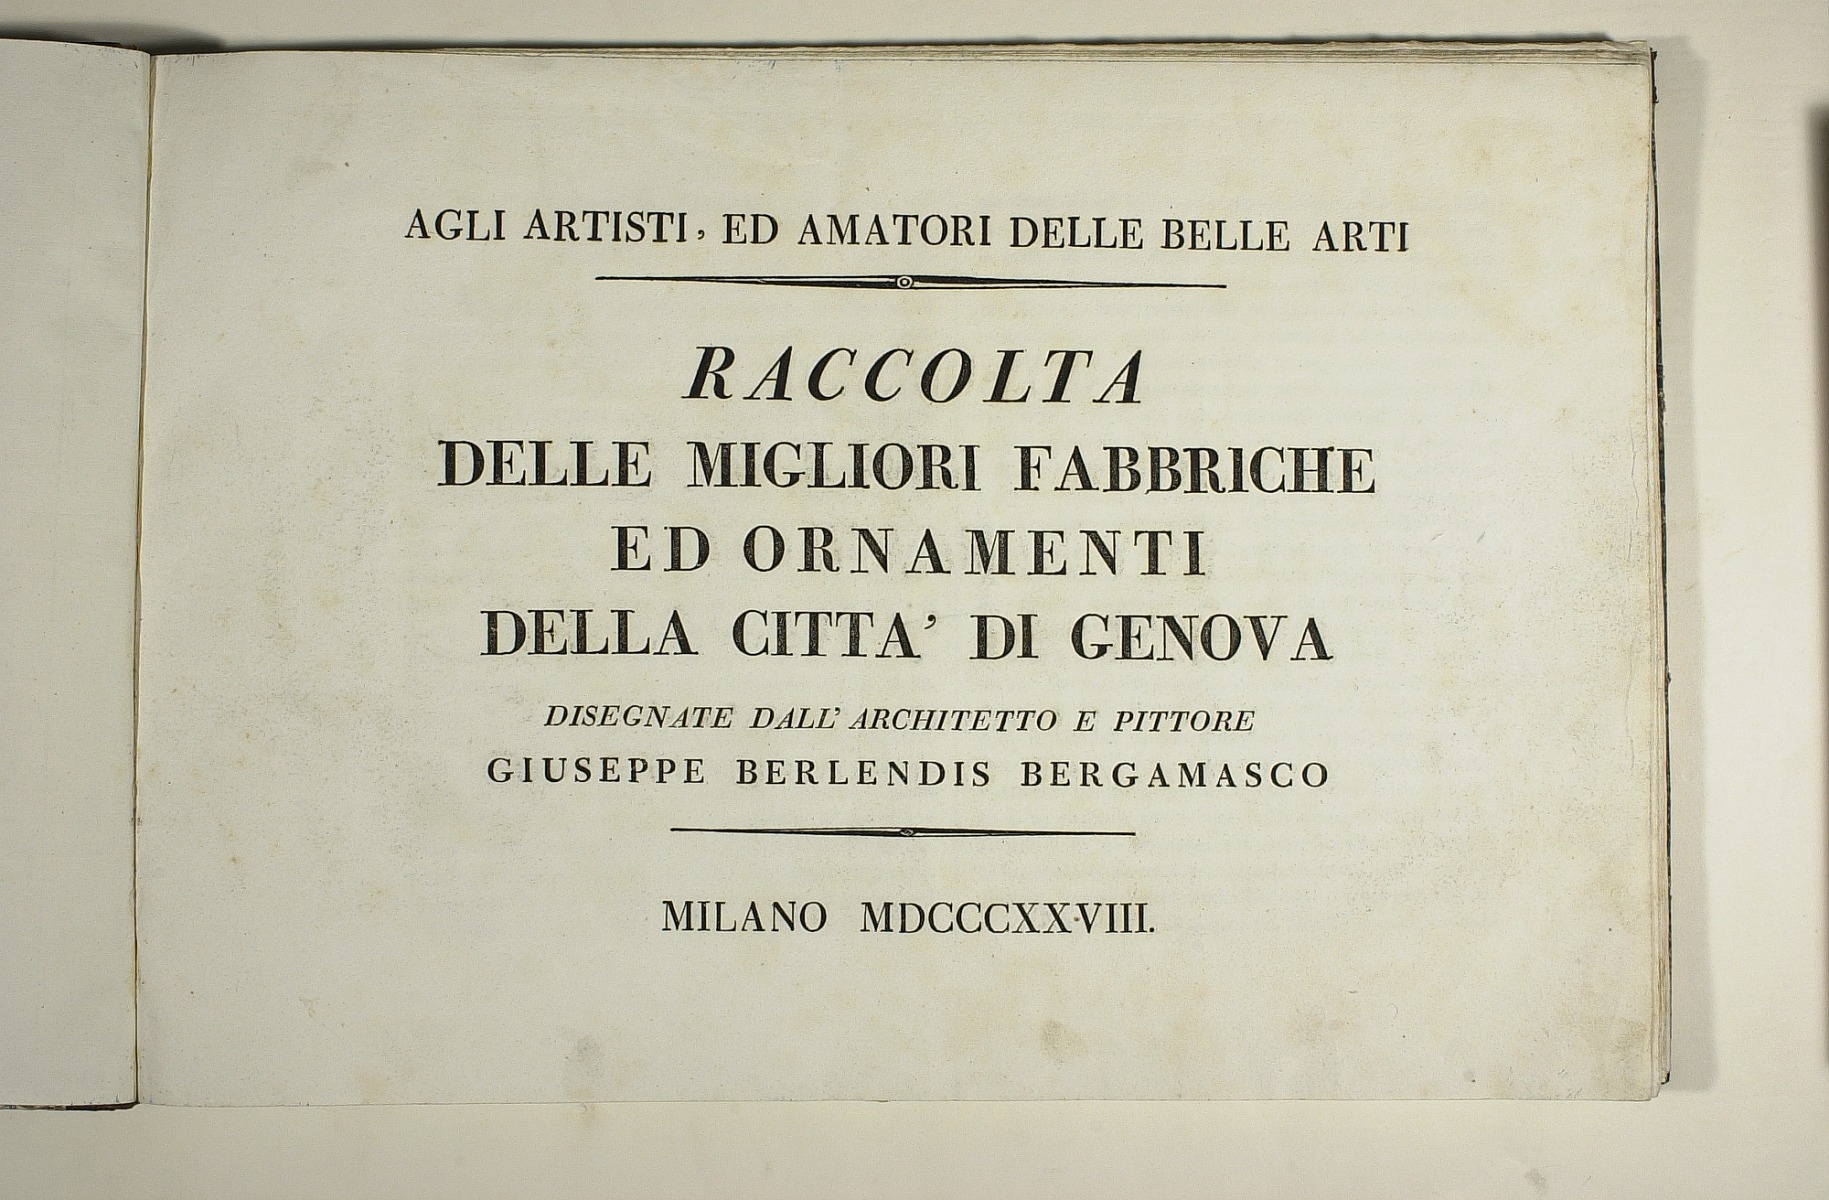 AGLI ARTISTI, ED AMATORI DELLE BELLE ARTI
RACCOLTA
DELLE MIGLIORI FABBRICHE
ED ORNAMENTI
DELLA CITTA' DI GENOVA
DISEGNATE DALL' ARCHITETTO E PITTORE
GIUSEPPE BERLENDIS BERGAMASCO
MILANO MDCCCXXVIII.